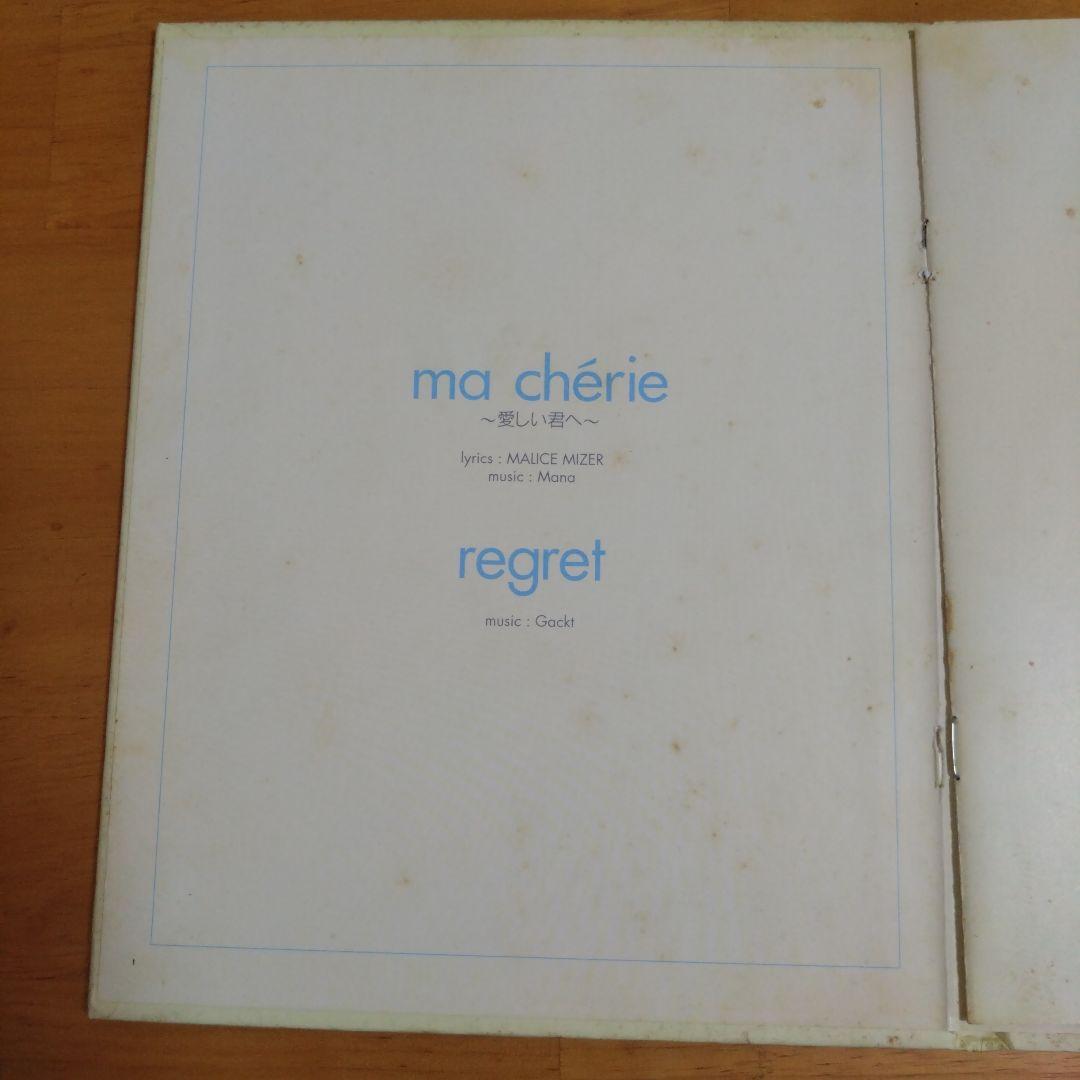 ma chérie
～愛しい君へ～
lyrics : MALICE MIZER
music : Mana
regret
music : Gackt